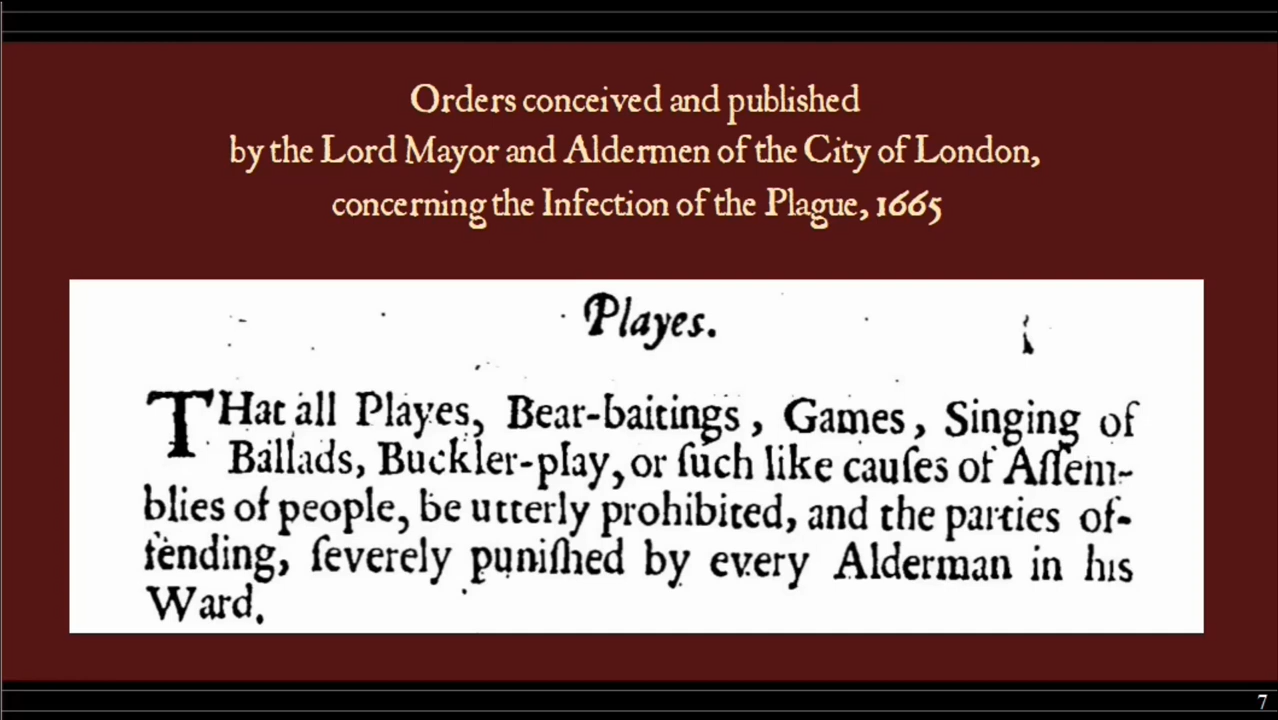 Orders conceived and published
by the Lord Mayor and Aldermen of the City of London,
concerning the Infection of the Plague, 1665
Playes.
THat all Playes, Bear-baitings, Games, Singing of
Ballads, Buckler-play, or ſuch like cauſes of Aſſem-
blies of people, be utterly prohibited, and the parties of-
fending, ſeverely puniſhed by every Alderman in his
Ward.
7